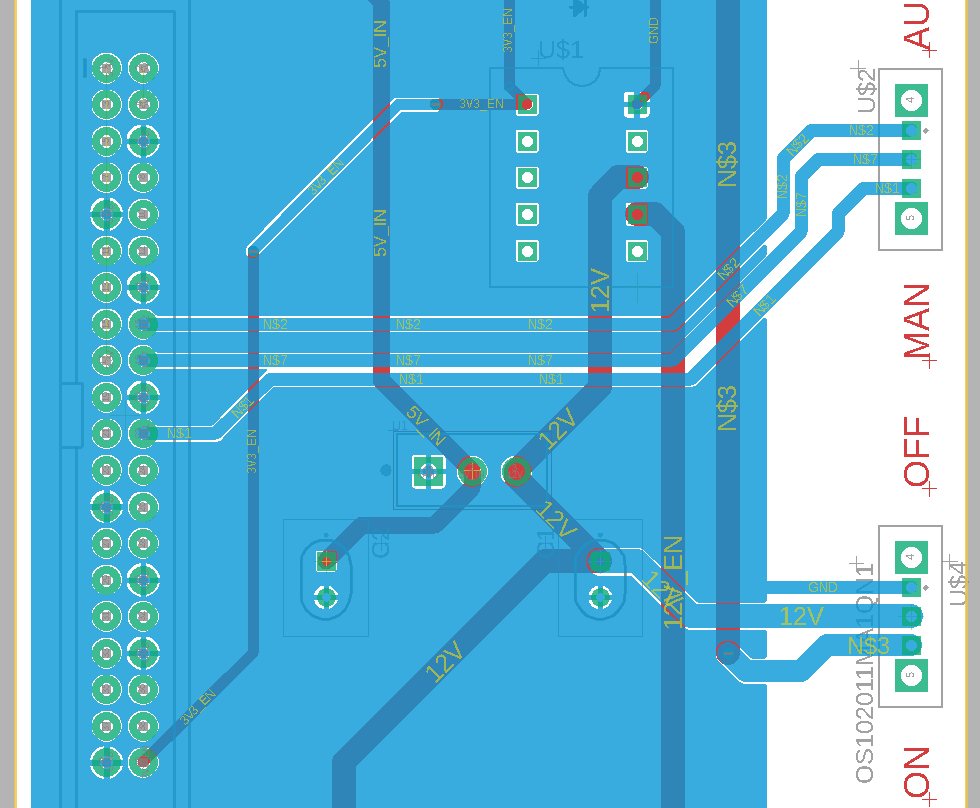 AU
5V_IN
3V3_EN
GND
U$1
U$2
4
3V3_EN
N$2
N$2
N$7
3V3_EN
N$3
N$2
N$7
N$1
5
5V_IN
N$2
N$7
N$1
12V
MAN
N$2
N$2
N$2
N$7
N$7
N$7
N$1
N$1
N$3
N$1
N$1
3V3_EN
5V_IN
U1
12V
OFF
12V
C2
C1
12V_EN
12V
4
U$4
GND
12V
N$3
12V
5
OS102011MA1QN1
3V3_EN
ON